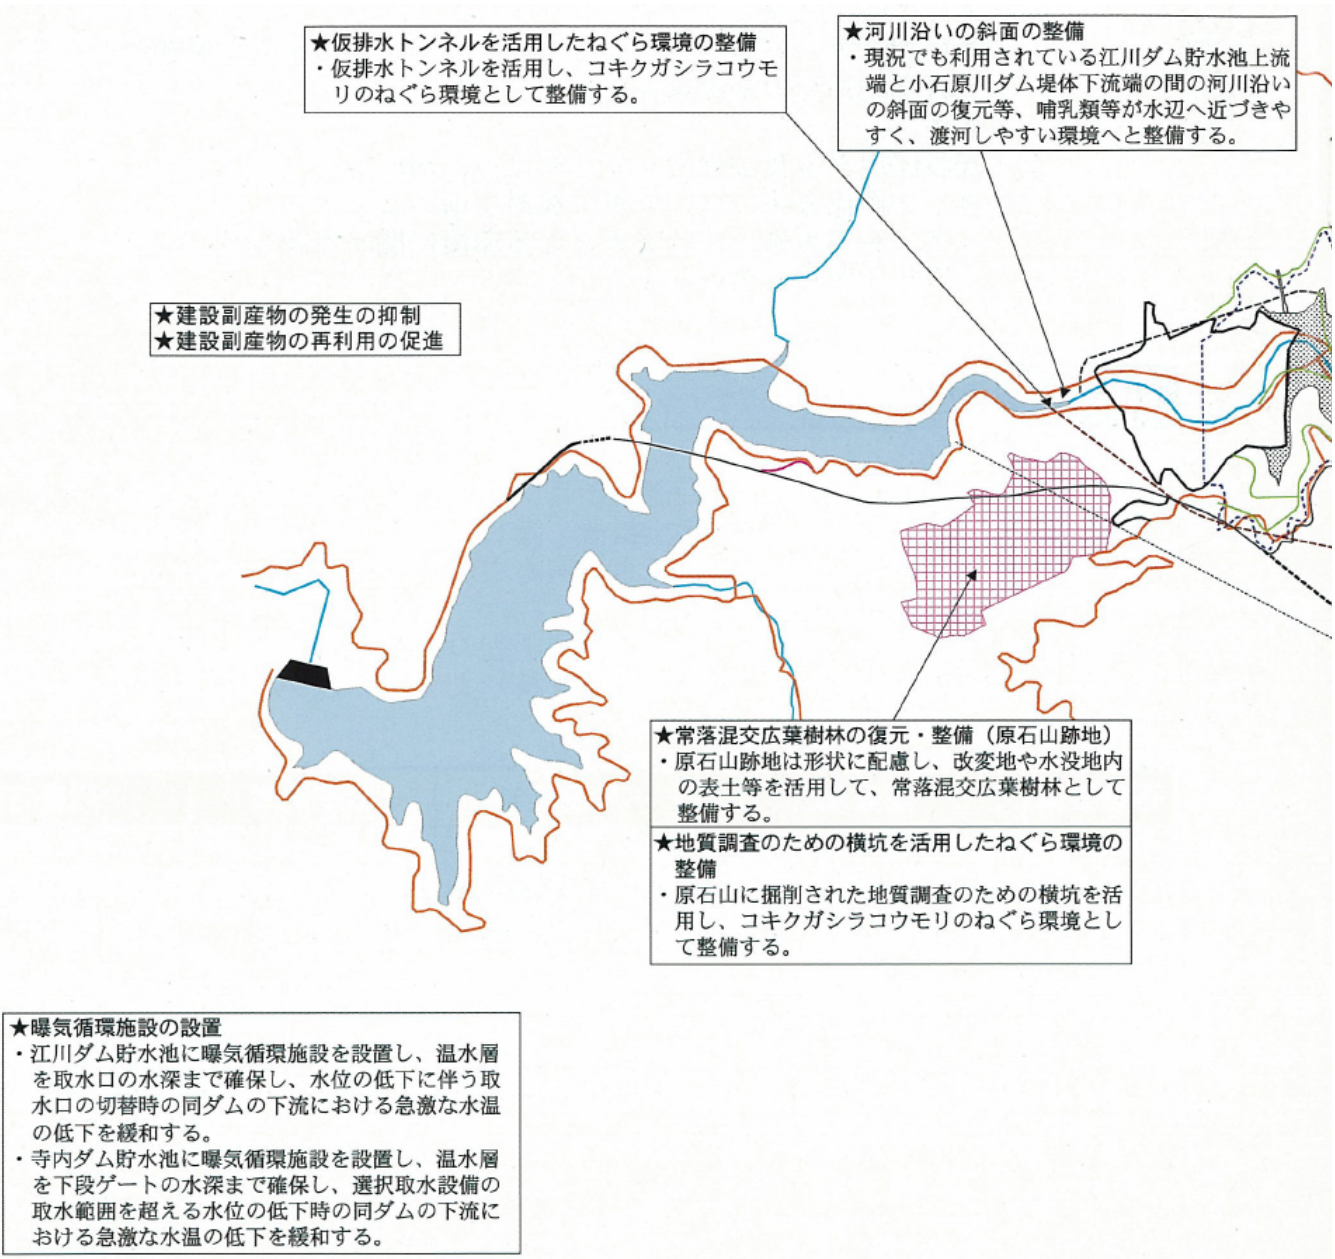 ★仮排水トンネルを活用したねぐら環境の整備
・仮排水トンネルを活用し、コキクガシラコウモ
リのねぐら環境として整備する。
★河川沿いの斜面の整備
・現況でも利用されている江川ダム貯水池上流
端と小石原川ダム堤体下流端の間の河川沿い
の斜面の復元等、哺乳類等が水辺へ近づきや
すく、渡河しやすい環境へと整備する。
★建設副産物の発生の抑制
★建設副産物の再利用の促進
★常落混交広葉樹林の復元・整備（原石山跡地）
・原石山跡地は形状に配慮し、改変地や水没地内
の表土等を活用して、常落混交広葉樹林として
整備する。
★地質調査のための横坑を活用したねぐら環境の
整備
・原石山に掘削された地質調査のための横坑を活
用し、コキクガシラコウモリのねぐら環境とし
て整備する。
★曝気循環施設の設置
・江川ダム貯水池に曝気循環施設を設置し、温水層
を取水口の水深まで確保し、水位の低下に伴う取
水口の切替時の同ダムの下流における急激な水温
の低下を緩和する。
・寺内ダム貯水池に曝気循環施設を設置し、温水層
を下段ゲートの水深まで確保し、選択取水設備の
取水範囲を超える水位の低下時の同ダムの下流に
おける急激な水温の低下を緩和する。